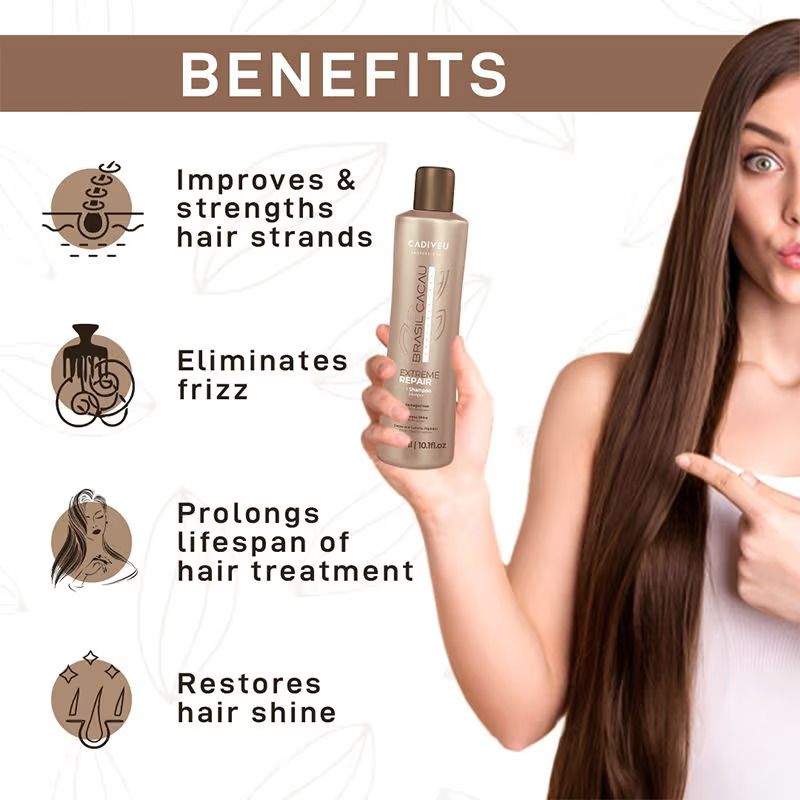 BENEFITS
Improves &
strengths
hair strands
Eliminates
frizz
Prolongs
lifespan of
hair treatment
Restores
hair shine
CADIVEU
BRASIL CACAU
EXTREME
REPAIR
Shampoo
10.1fl.oz